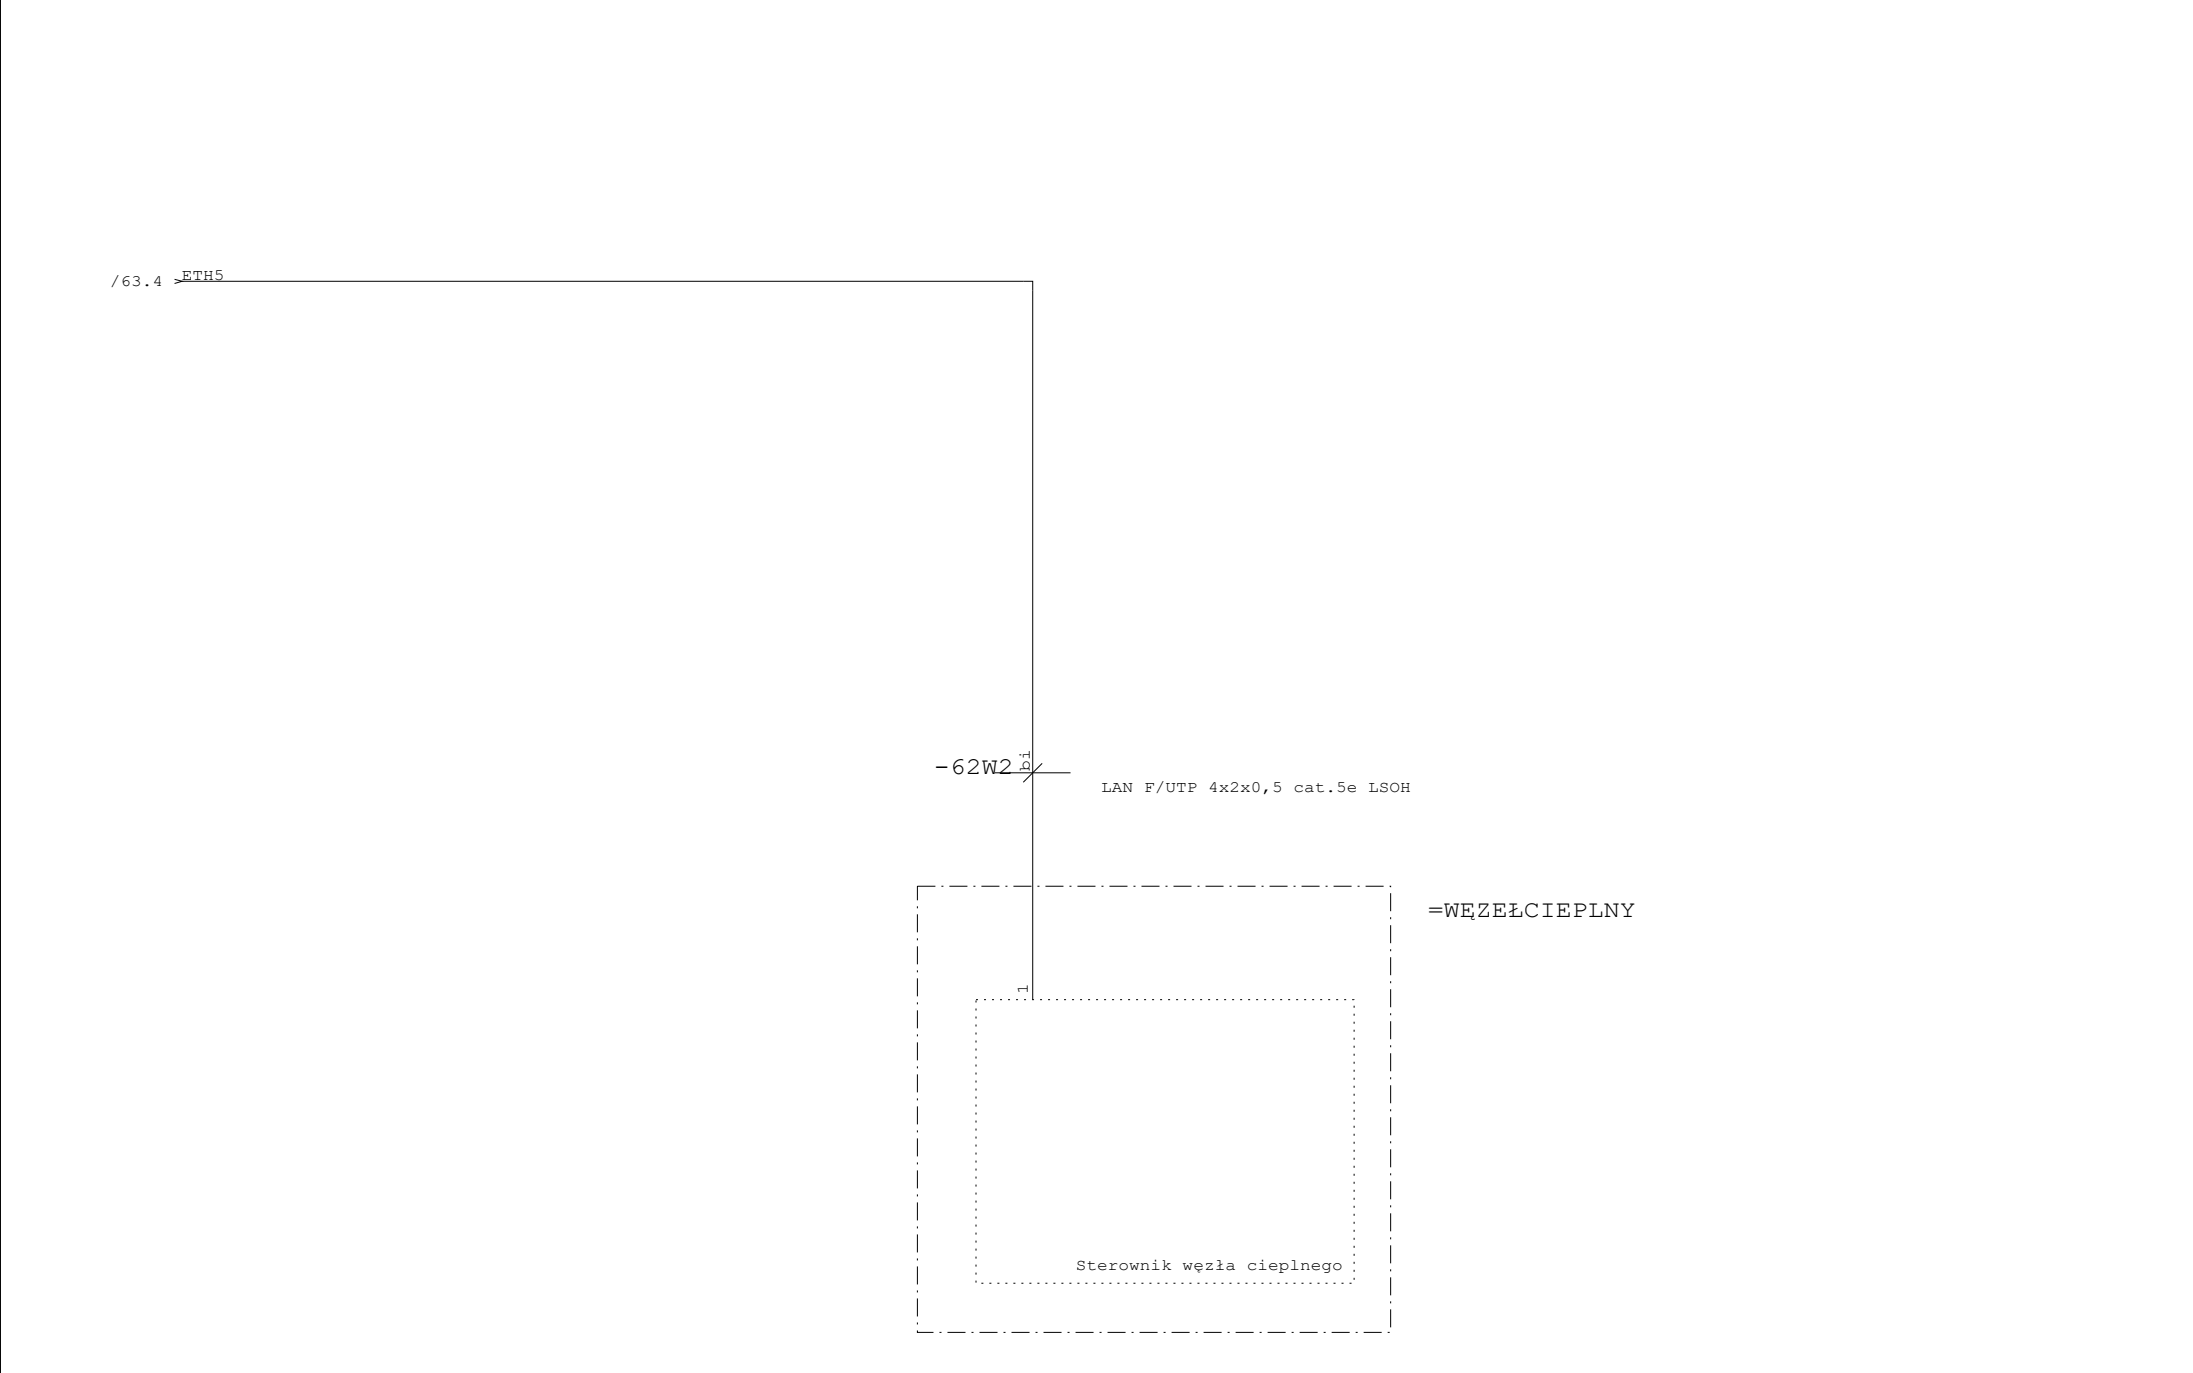 /63.4
ETH5
-62W2
bi
LAN F/UTP 4x2x0,5 cat.5e LSOH
=WĘZEŁCIEPLNY
1
Sterownik węzła cieplnego